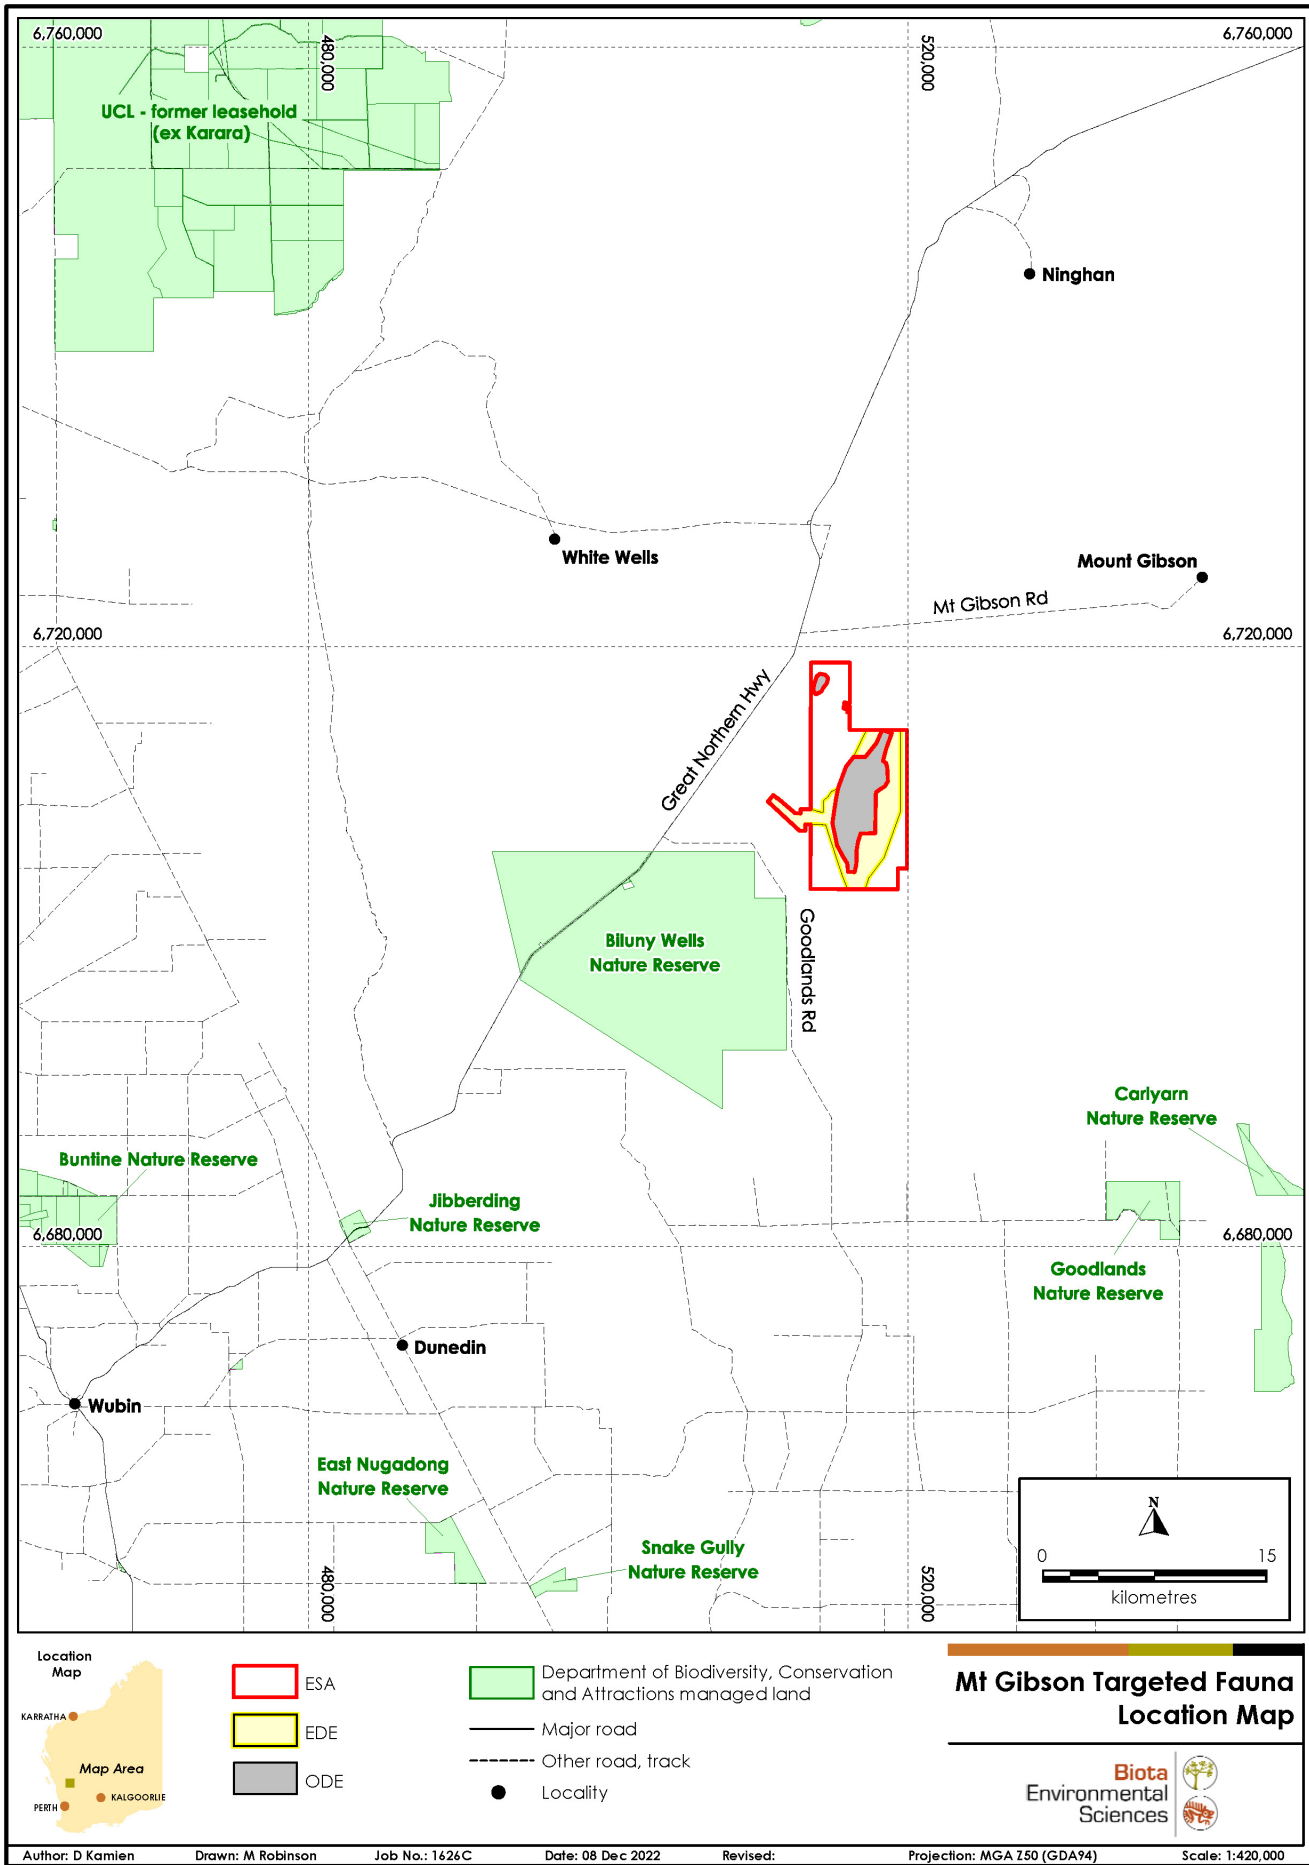 6,760,000
480,000
520,000
6,760,000
UCL - former leasehold
(ex Karara)
Ninghan
White Wells
Mount Gibson
Mt Gibson Rd
6,720,000
6,720,000
Great Northern Hwy
Biluny Wells
Nature Reserve
Goodlands Rd
Carlyarn
Nature Reserve
Buntine Nature Reserve
Jibberding
Nature Reserve
6,680,000
6,680,000
Goodlands
Nature Reserve
Dunedin
Wubin
East Nugadong
Nature Reserve
Snake Gully
Nature Reserve
480,000
520,000
N
0 15
kilometres
Location
Map
KARRATHA
Map Area
PERTH
KALGOORLIE
ESA
EDE
ODE
Department of Biodiversity, Conservation
and Attractions managed land
Major road
Other road, track
Locality
Mt Gibson Targeted Fauna
Location Map
Biota
Environmental
Sciences
Author: D Kamien Drawn: M Robinson Job No.: 1626C Date: 08 Dec 2022 Revised: Projection: MGA Z50 (GDA94) Scale: 1:420,000